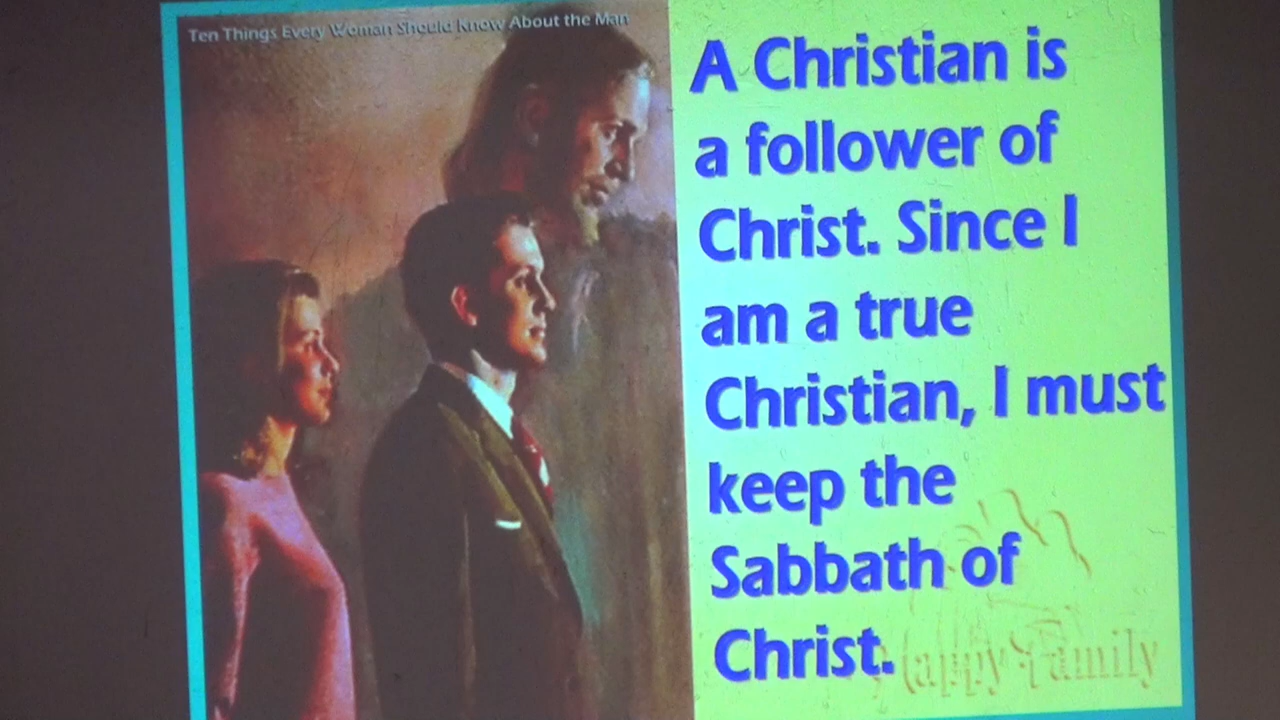 Ten Things Every Woman Should Know About the Man
A Christian is
a follower of
Christ. Since I
am a true
Christian, I must
keep the
Sabbath of
Christ.
Happy Family